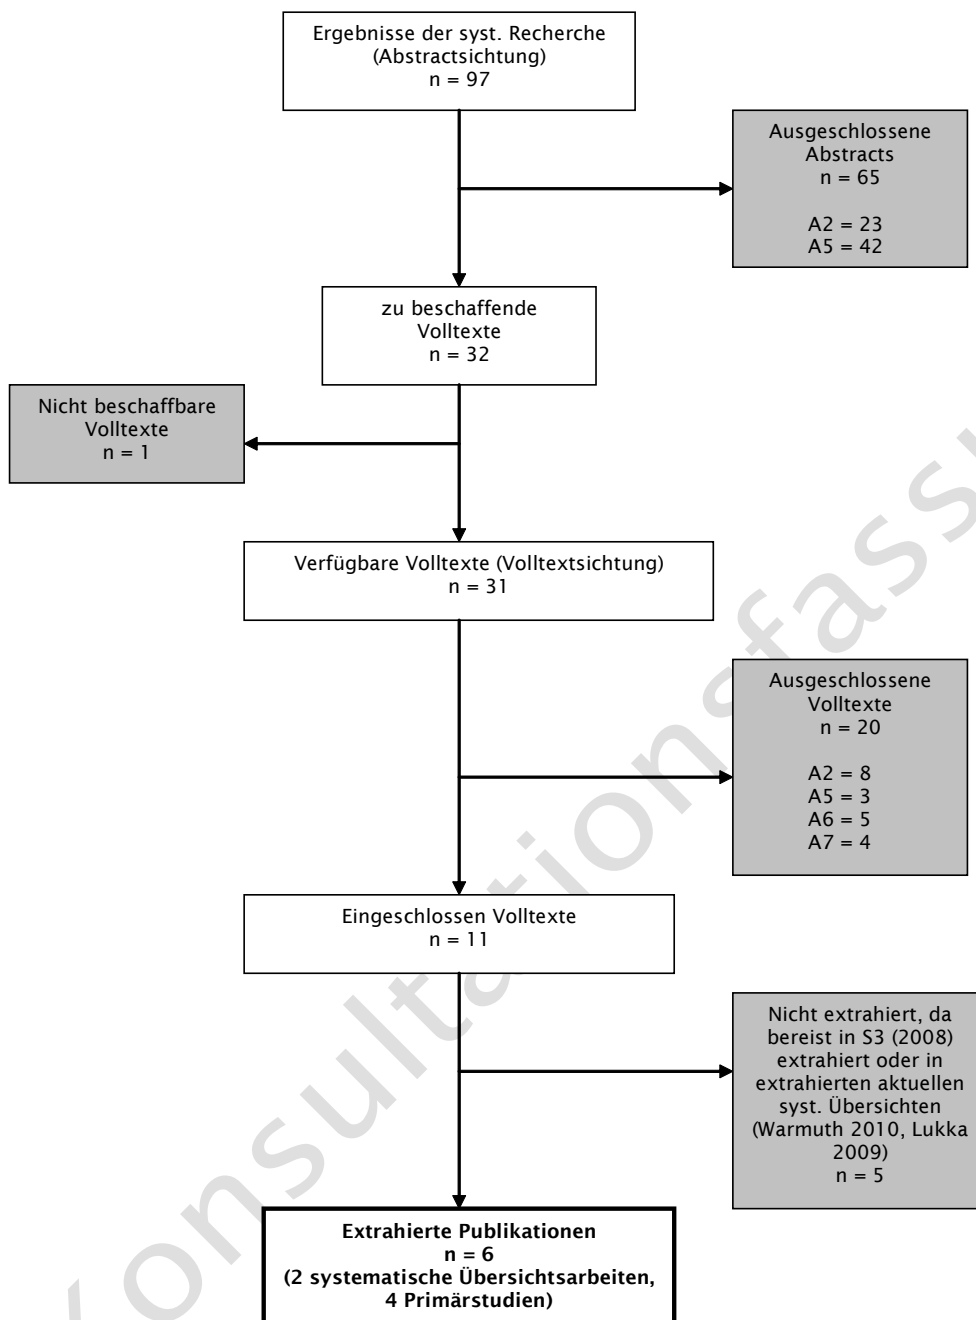 Ergebnisse der syst. Recherche
(Abstractsichtung)
n = 97
Ausgeschlossene
Abstracts
n = 65
A2 = 23
A5 = 42
zu beschaffende
Volltexte
n = 32
Nicht beschaffbare
Volltexte
n = 1
Verfügbare Volltexte (Volltextsichtung)
n = 31
Ausgeschlossene
Volltexte
n = 20
A2 = 8
A5 = 3
A6 = 5
A7 = 4
Eingeschlossen Volltexte
n = 11
Nicht extrahiert, da
bereist in S3 (2008)
extrahiert oder in
extrahierten aktuellen
syst. Übersichten
(Warmuth 2010, Lukka
2009)
n = 5
Extrahierte Publikationen
n = 6
(2 systematische Übersichtsarbeiten,
4 Primärstudien)
Konsultationsfassu